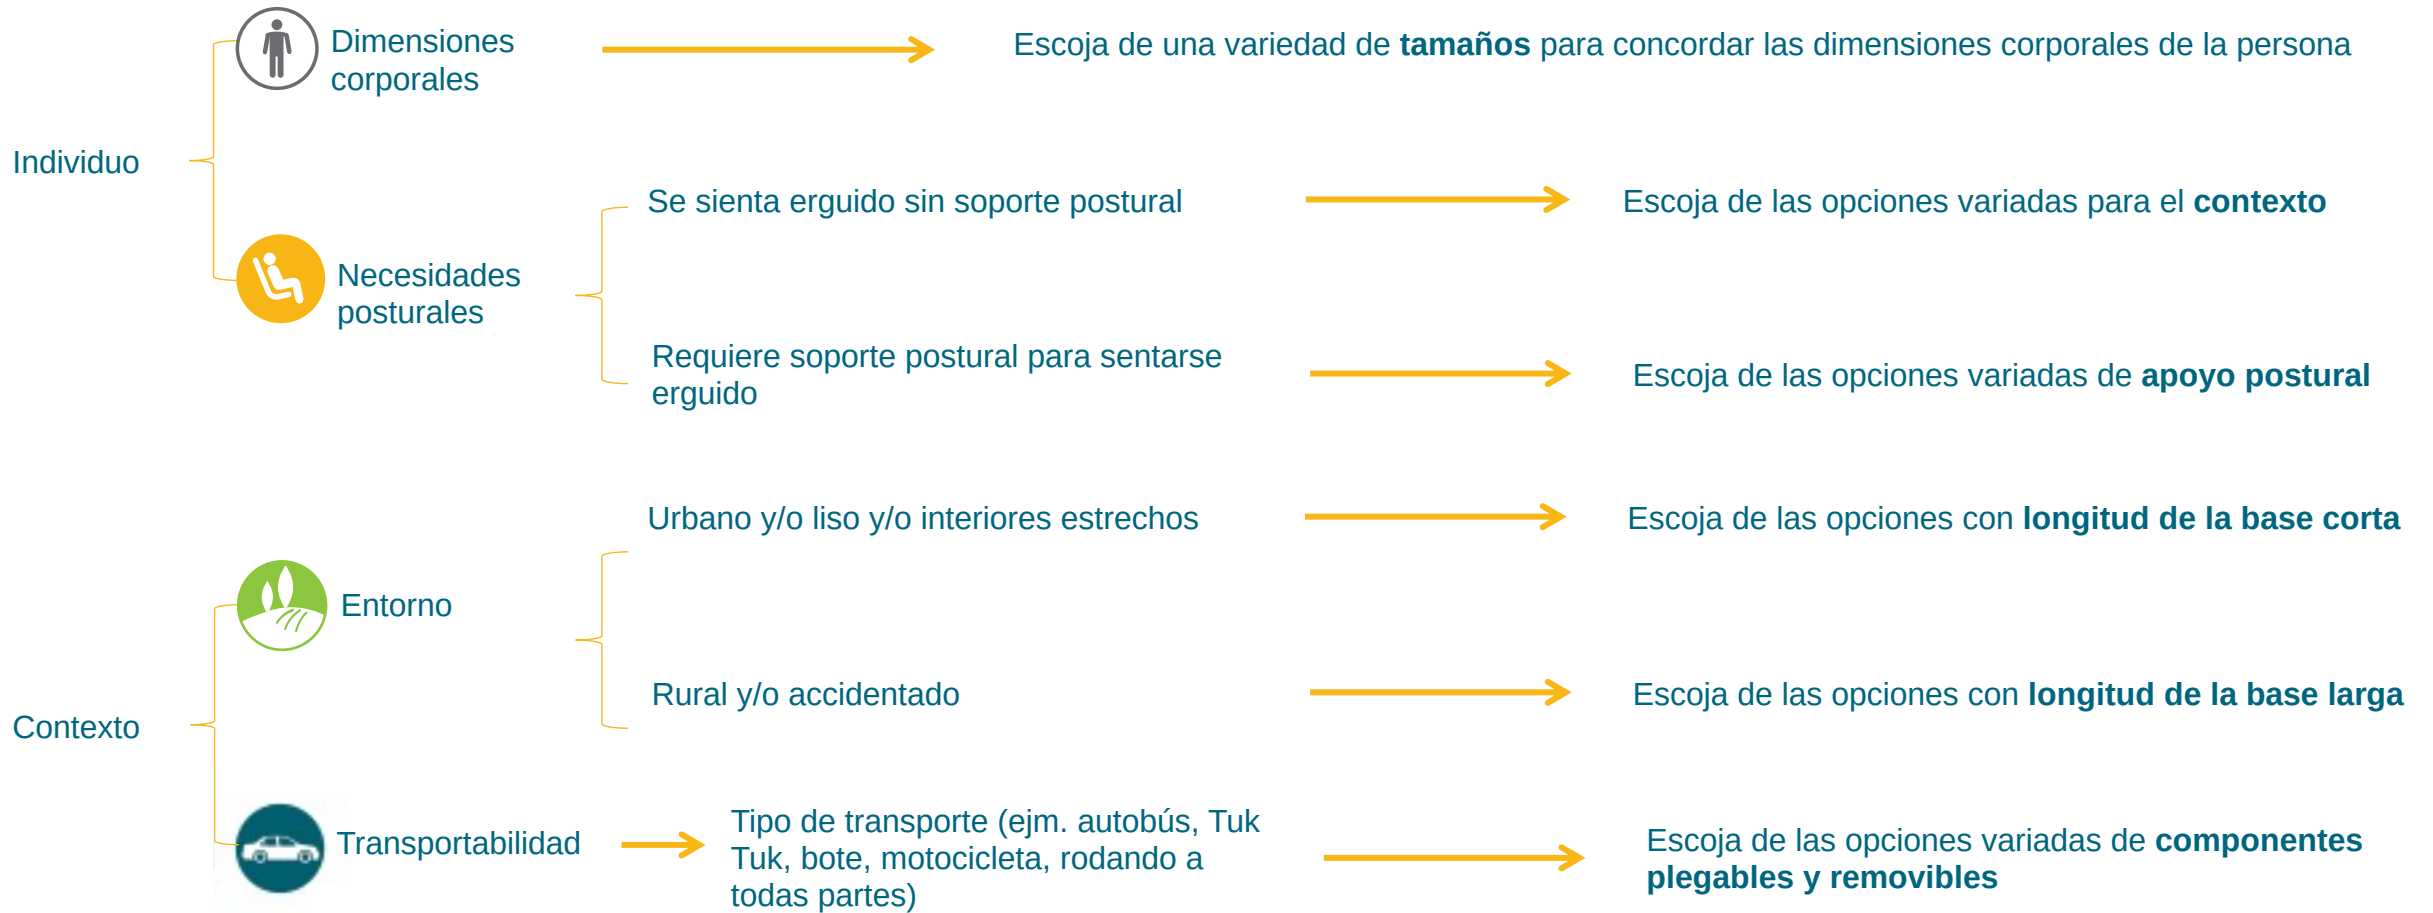 Dimensiones
corporales
Escoja de una variedad de tamaños para concordar las dimensiones corporales de la persona
Individuo
Se sienta erguido sin soporte postural
Escoja de las opciones variadas para el contexto
Necesidades
posturales
Requiere soporte postural para sentarse
erguido
Escoja de las opciones variadas de apoyo postural
Urbano y/o liso y/o interiores estrechos
Escoja de las opciones con longitud de la base corta
Entorno
Rural y/o accidentado
Escoja de las opciones con longitud de la base larga
Contexto
Transportabilidad
Tipo de transporte (ejm. autobús, Tuk
Tuk, bote, motocicleta, rodando a
todas partes)
Escoja de las opciones variadas de componentes
plegables y removibles